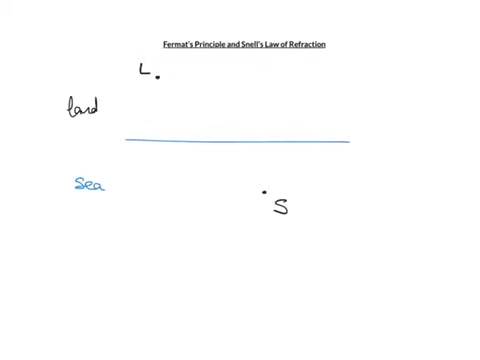 Fermat's Principle and Snell's Law of Refraction
L
land
Sea
S